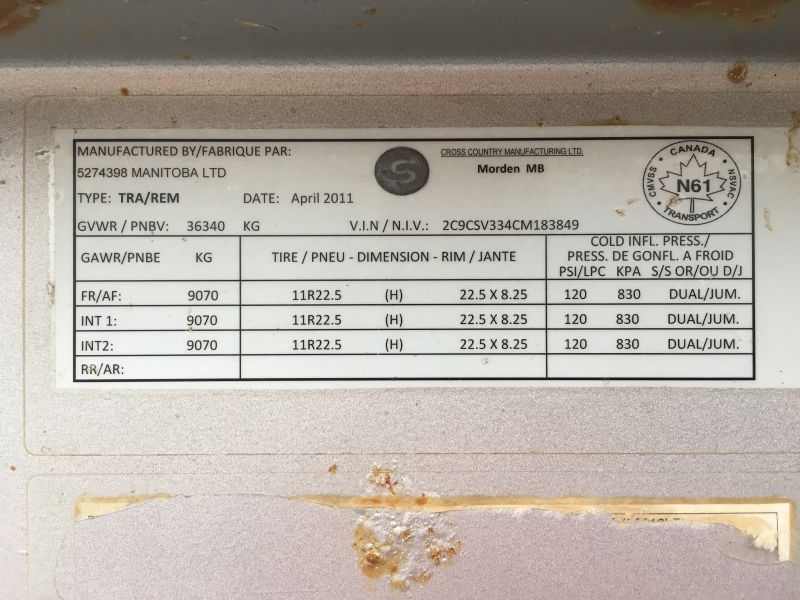 MANUFACTURED BY/FABRIQUE PAR:
5274398 MANITOBA LTD
S
CROSS COUNTRY MANUFACTURING LTD.
Morden MB
CANADA
CMVSS
N61
NSVAC
TRANSPORT
TYPE: TRA/REM DATE: April 2011
GVWR / PNBV: 36340 KG V.I.N / N.I.V.: 2C9CSV334CM183849
GAWR/PNBE KG TIRE / PNEU - DIMENSION - RIM / JANTE
COLD INFL. PRESS./
PRESS. DE GONFL. A FROID
PSI/LPC KPA S/S OR/OU D/J
FR/AF: 9070 11R22.5 (H) 22.5 X 8.25 120 830 DUAL/JUM.
INT 1: 9070 11R22.5 (H) 22.5 X 8.25 120 830 DUAL/JUM.
INT2: 9070 11R22.5 (H) 22.5 X 8.25 120 830 DUAL/JUM.
RR/AR: